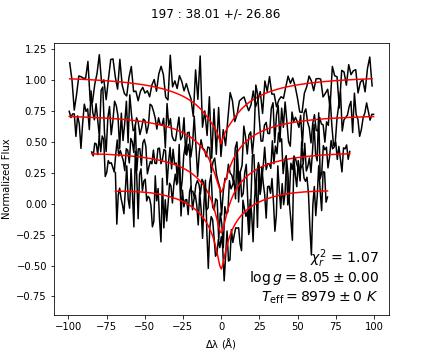 197 : 38.01 +/- 26.86
1.25
1.00
0.75
0.50
0.25
0.00
−0.25
−0.50
−0.75
Normalized Flux
χ²ᵣ = 1.07
log g = 8.05 ± 0.00
T_eff = 8979 ± 0 K
−100 −75 −50 −25 0 25 50 75 100
Δλ (Å)